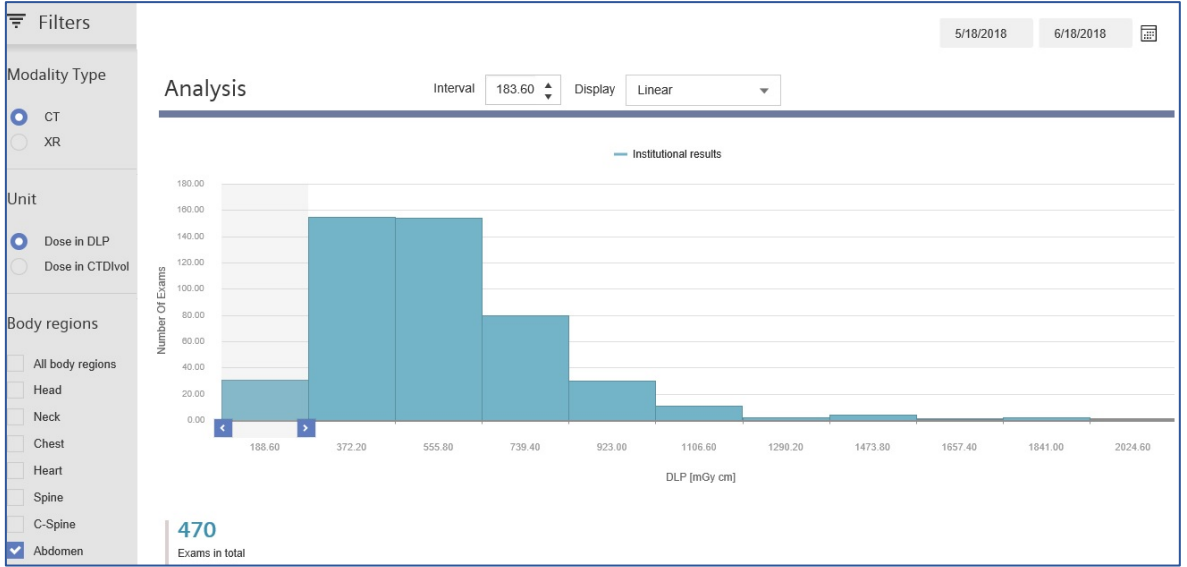 Filters
5/18/2018 6/18/2018
Modality Type
CT
XR
Unit
Dose in DLP
Dose in CTDIvol
Body regions
All body regions
Head
Neck
Chest
Heart
Spine
C-Spine
Abdomen
Analysis
Interval 183.60 Display Linear
Institutional results
Number Of Exams
180.00
160.00
140.00
120.00
100.00
80.00
60.00
40.00
20.00
0.00
188.60 372.20 555.80 739.40 923.00 1106.60 1290.20 1473.80 1657.40 1841.00 2024.60
DLP [mGy cm]
470
Exams in total